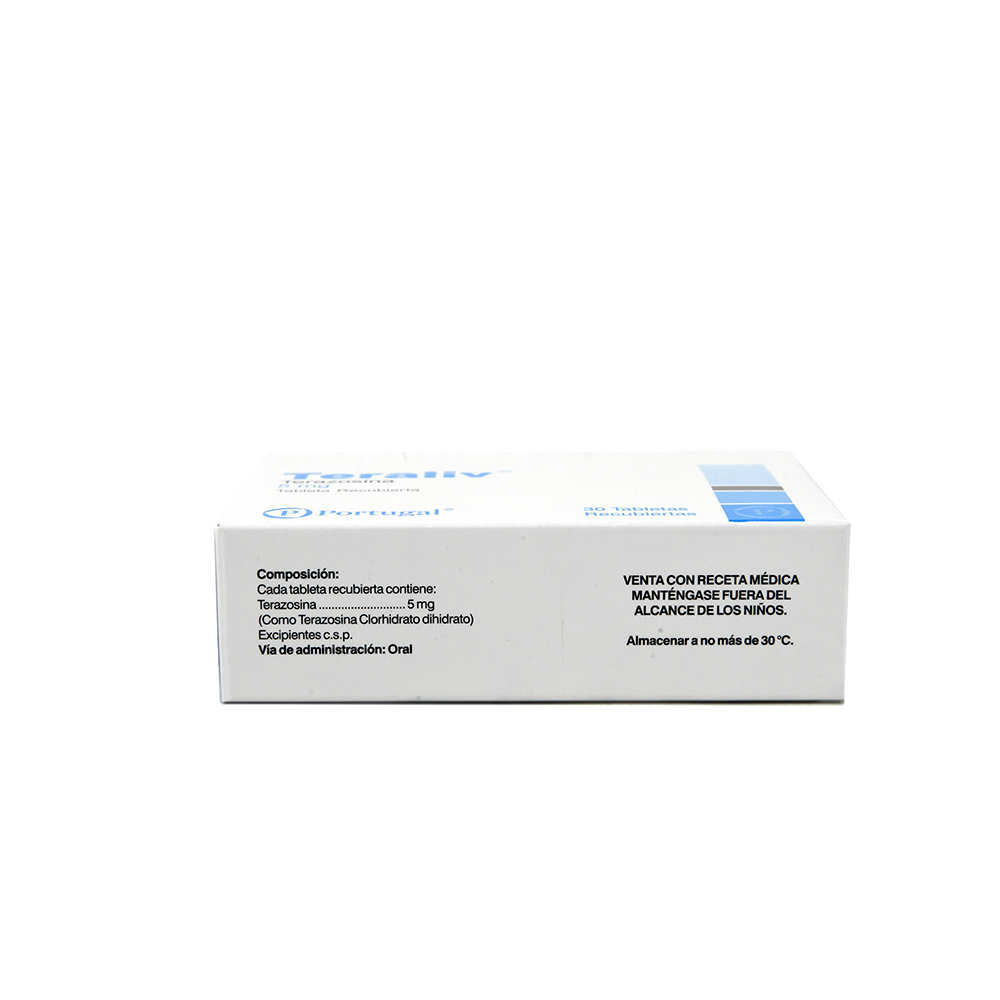 Teraliv®
Terazosina
5 mg
Tableta Recubierta
P Portugal®
30 Tabletas
Recubiertas
P
Composición:
Cada tableta recubierta contiene:
Terazosina ........................... 5 mg
(Como Terazosina Clorhidrato dihidrato)
Excipientes c.s.p.
Vía de administración: Oral
VENTA CON RECETA MÉDICA
MANTÉNGASE FUERA DEL
ALCANCE DE LOS NIÑOS.
Almacenar a no más de 30 °C.